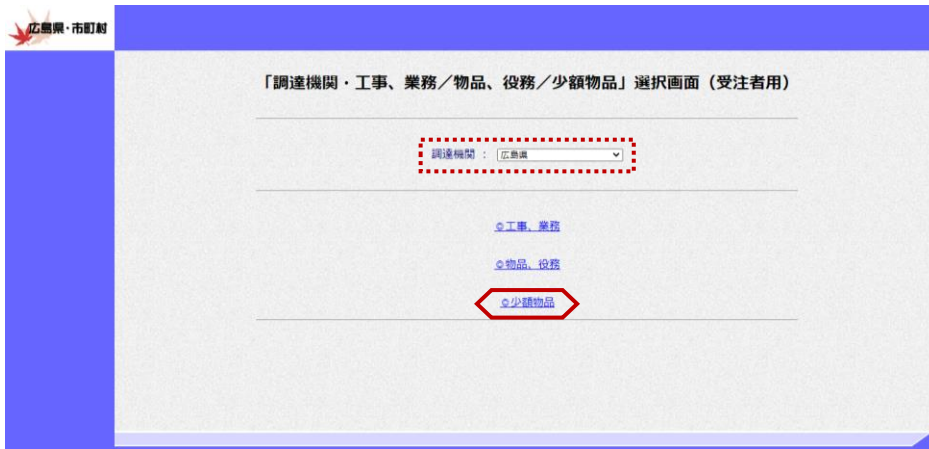 広島県・市町村
「調達機関・工事、業務／物品、役務／少額物品」選択画面（受注者用）
調達機関 ： 広島県
◎工事、業務
◎物品、役務
◎少額物品